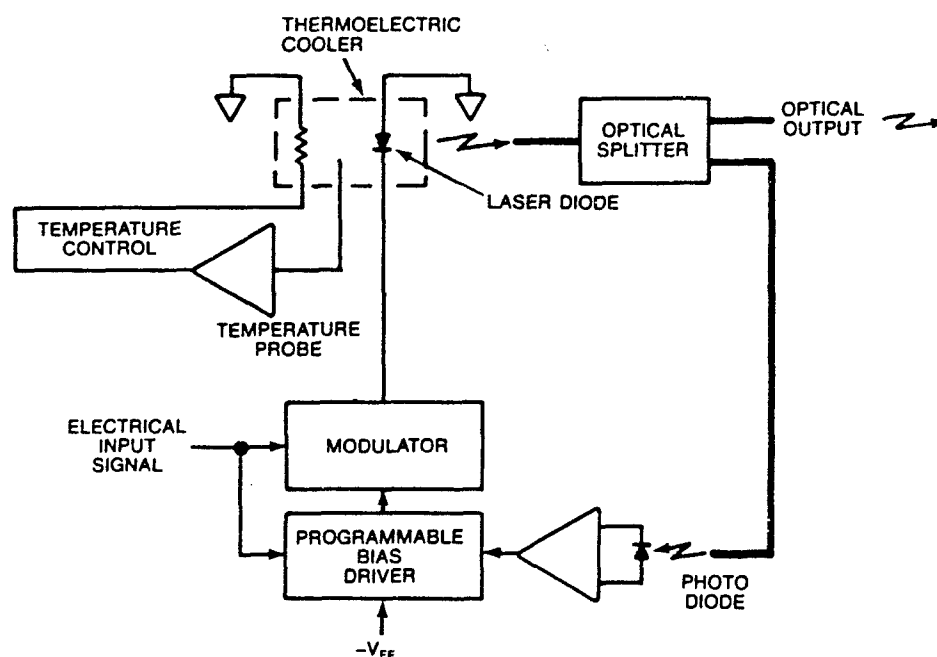 THERMOELECTRIC
COOLER
OPTICAL
SPLITTER
OPTICAL
OUTPUT
LASER DIODE
TEMPERATURE
CONTROL
TEMPERATURE
PROBE
ELECTRICAL
INPUT
SIGNAL
MODULATOR
PROGRAMMABLE
BIAS
DRIVER
PHOTO
DIODE
-VEE